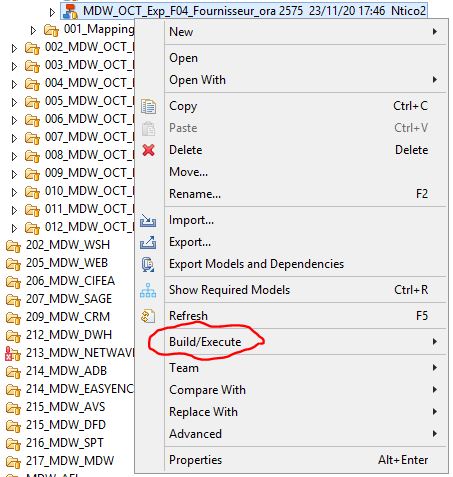 MDW_OCT_Exp_F04_Fournisseur_ora 2575 23/11/20 17:46 Ntico2
001_Mapping
002_MDW_OCT_
003_MDW_OCT_
004_MDW_OCT_
005_MDW_OCT_
006_MDW_OCT_
007_MDW_OCT_
008_MDW_OCT_
009_MDW_OCT_
010_MDW_OCT_
011_MDW_OCT_
012_MDW_OCT_
202_MDW_WSH
205_MDW_WEB
206_MDW_CIFEA
207_MDW_SAGE
209_MDW_CRM
212_MDW_DWH
213_MDW_NETWAV
214_MDW_ADB
214_MDW_EASYENC
215_MDW_AVS
215_MDW_DFD
216_MDW_SPT
217_MDW_MDW
New
Open
Open With
Copy Ctrl+C
Paste Ctrl+V
Delete Delete
Move...
Rename... F2
Import...
Export...
Export Models and Dependencies
Show Required Models Ctrl+R
Refresh F5
Build/Execute
Team
Compare With
Replace With
Advanced
Properties Alt+Enter